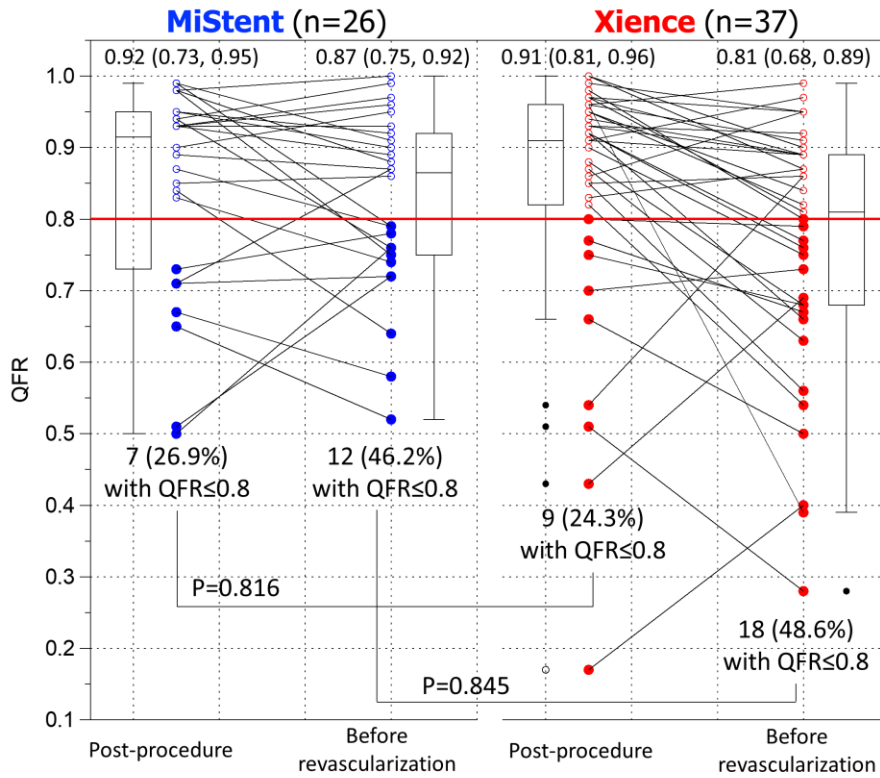 MiStent (n=26)
Xience (n=37)
0.92 (0.73, 0.95)
0.87 (0.75, 0.92)
0.91 (0.81, 0.96)
0.81 (0.68, 0.89)
1.0
0.9
0.8
0.7
0.6
0.5
0.4
0.3
0.2
0.1
QFR
7 (26.9%)
with QFR≤0.8
12 (46.2%)
with QFR≤0.8
9 (24.3%)
with QFR≤0.8
18 (48.6%)
with QFR≤0.8
P=0.816
P=0.845
Post-procedure
Before
revascularization
Post-procedure
Before
revascularization